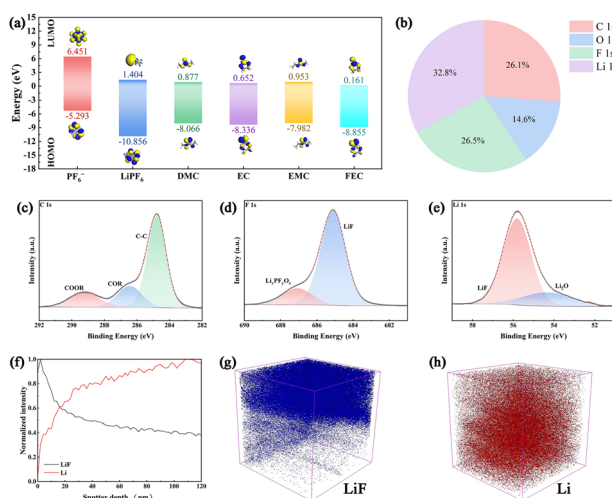 (a)
LUMO
HOMO
Energy (eV)
15
12
9
6
3
0
-3
-6
-9
-12
-15
-18
6.451
-5.293
1.404
-10.856
0.877
-8.066
0.652
-8.336
0.953
-7.982
0.161
-8.855
PF₆⁻
LiPF₆
DMC
EC
EMC
FEC
(b)
C 1s
O 1
F 1s
Li 1
26.1%
14.6%
26.5%
32.8%
(c)
C 1s
C-C
COR
COOR
Intensity (a.u.)
292
290
288
286
284
282
Binding Energy (eV)
(d)
F 1s
LiF
Intensity (a.u.)
690
688
686
684
682
Binding Energy (eV)
(e)
Li 1s
LiF
Li₂O
Intensity (a.u.)
58
56
54
52
Binding Energy (eV)
(f)
Normalized intensity
1.0
0.8
0.6
0.4
0.2
0.0
LiF
Li
0
20
40
60
80
100
120
Sputter depth (nm)
(g)
LiF
(h)
Li